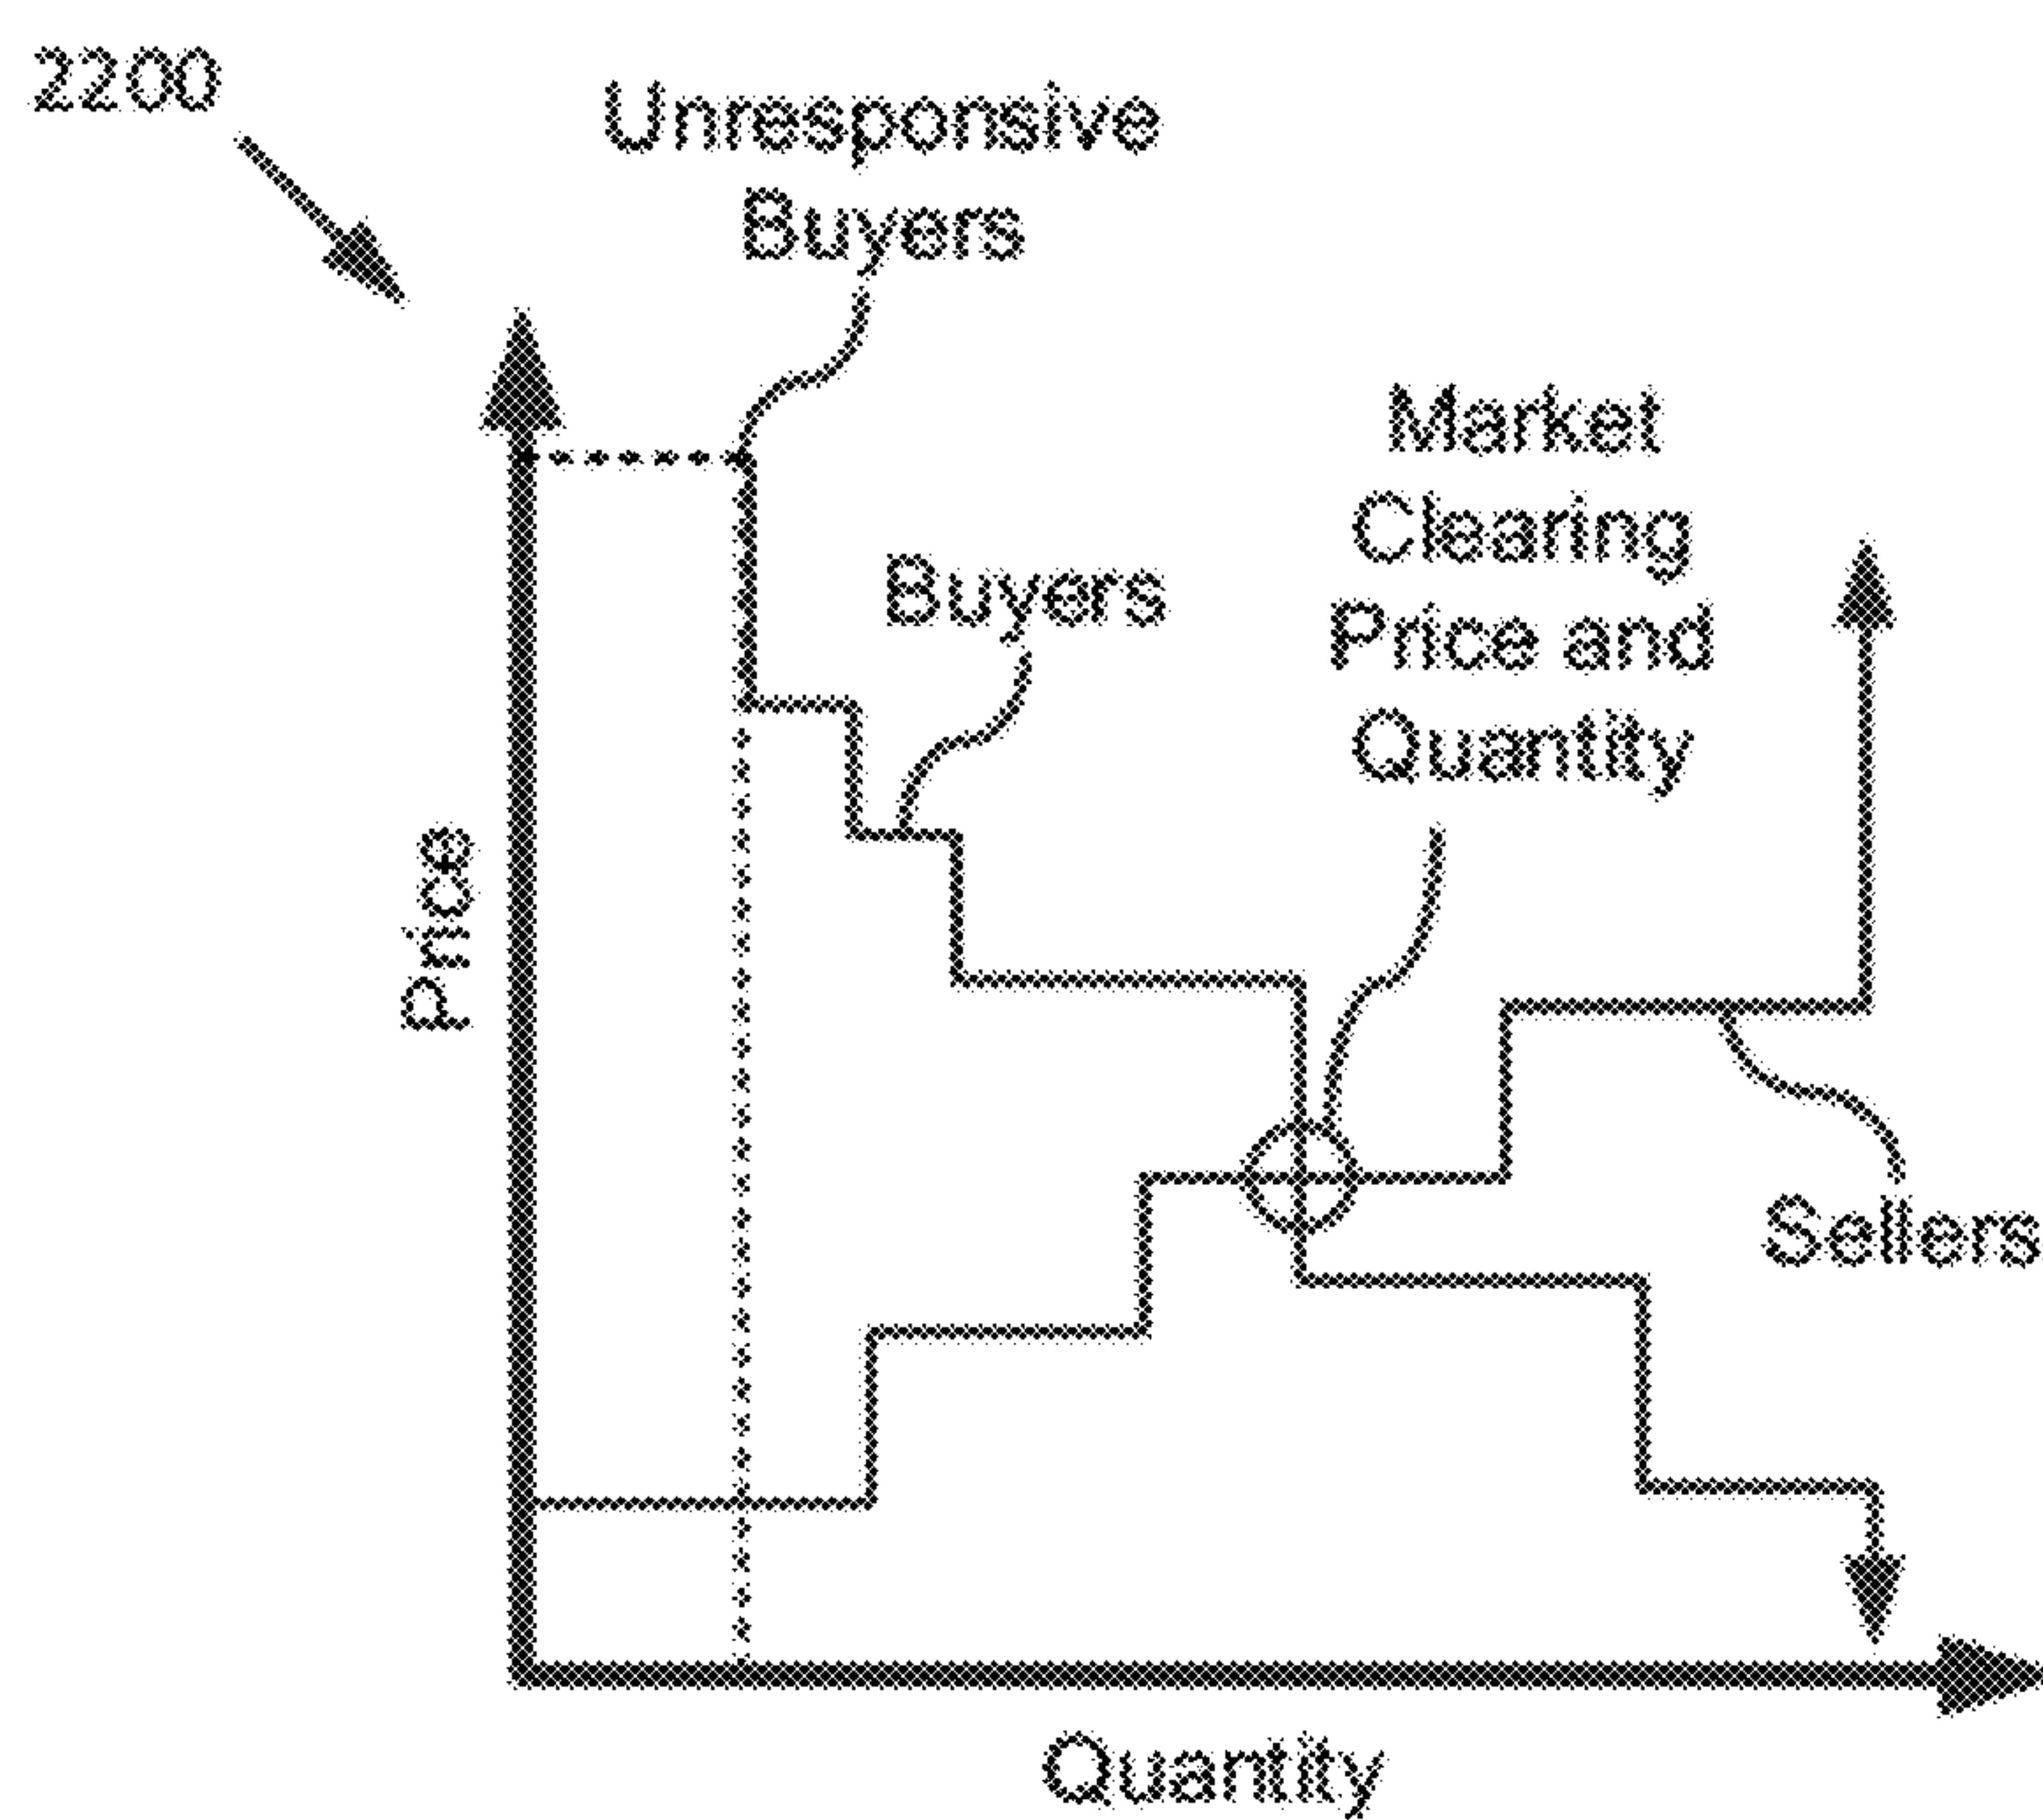 2200
Unresponsive
Buyers
Market
Clearing
Price and
Quantity
Buyers
Price
Sellers
Quantity